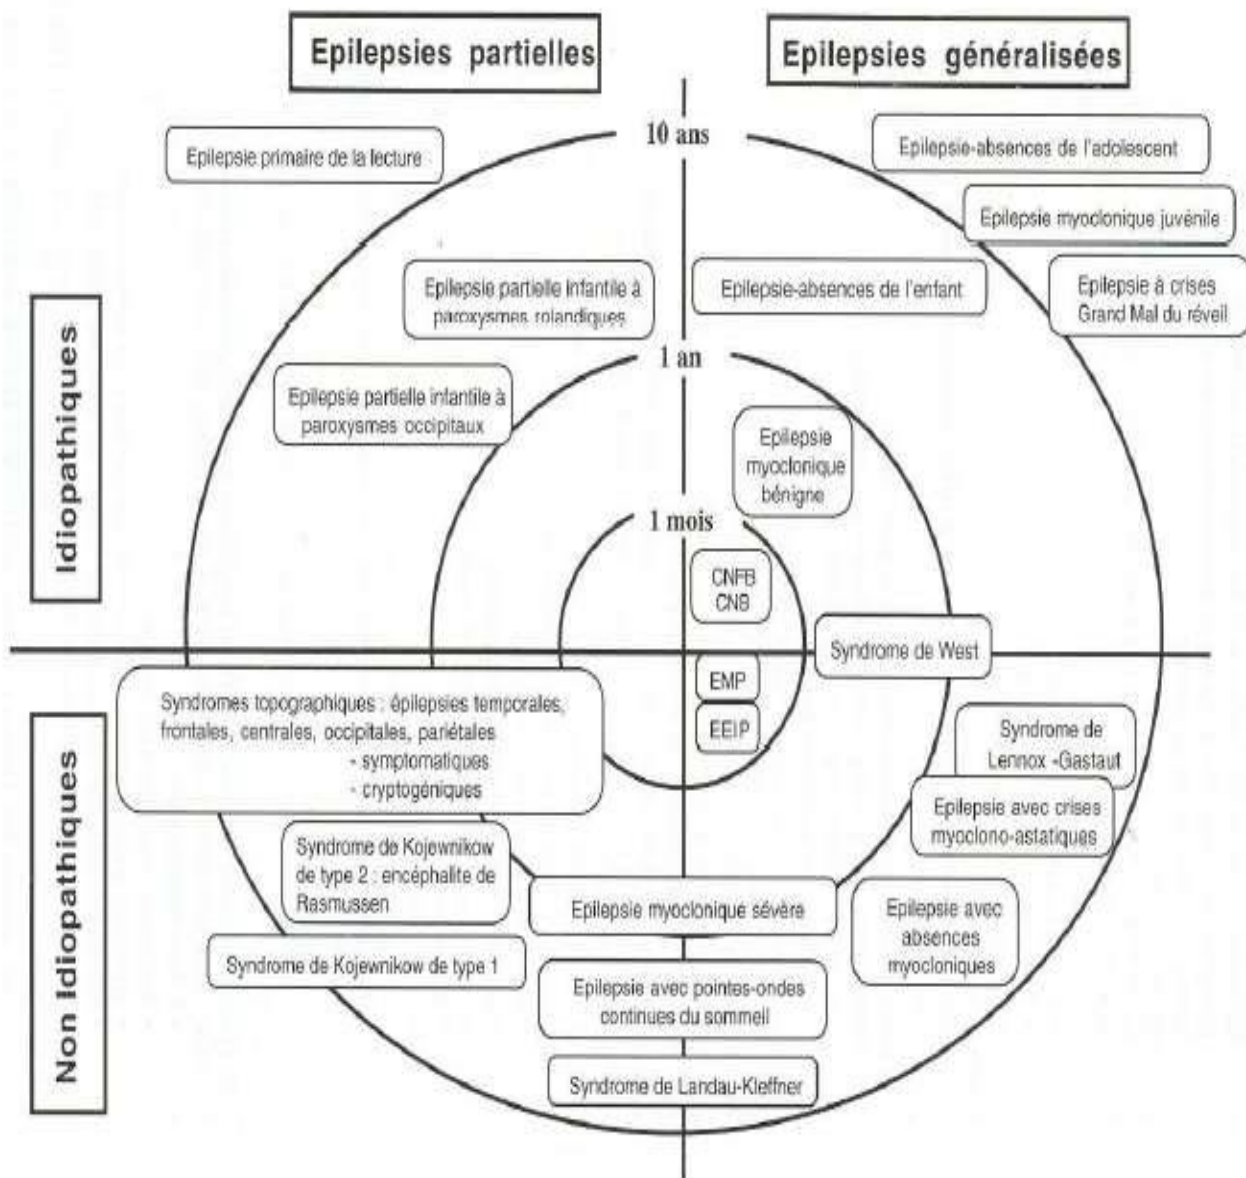 Epilepsies partielles
Epilepsies généralisées
10 ans
Epilepsie primaire de la lecture
Epilepsie-absences de l'adolescent
Epilepsie myoclonique juvénile
Epilepsie partielle infantile à
paroxysmes rolandiques
Epilepsie-absences de l'enfant
Epilepsie à crises
Grand Mal du réveil
Idiopathiques
1 an
Epilepsie partielle infantile à
paroxysmes occipitaux
Epilepsie
myoclonique
bénigne
1 mois
CNFB
CNB
Syndrome de West
EMP
EEIP
Non Idiopathiques
Syndromes topographiques : épilepsies temporales,
frontales, centrales, occipitales, pariétales
- symptomatiques
- cryptogéniques
Syndrome de
Lennox -Gastaut
Epilepsie avec crises
myoclono-astatiques
Syndrome de Kojewnikow
de type 2 : encéphalite de
Rasmussen
Epilepsie myoclonique sévère
Epilepsie avec
absences
myocloniques
Syndrome de Kojewnikow de type 1
Epilepsie avec pointes-ondes
continues du sommeil
Syndrome de Landau-Kleffner